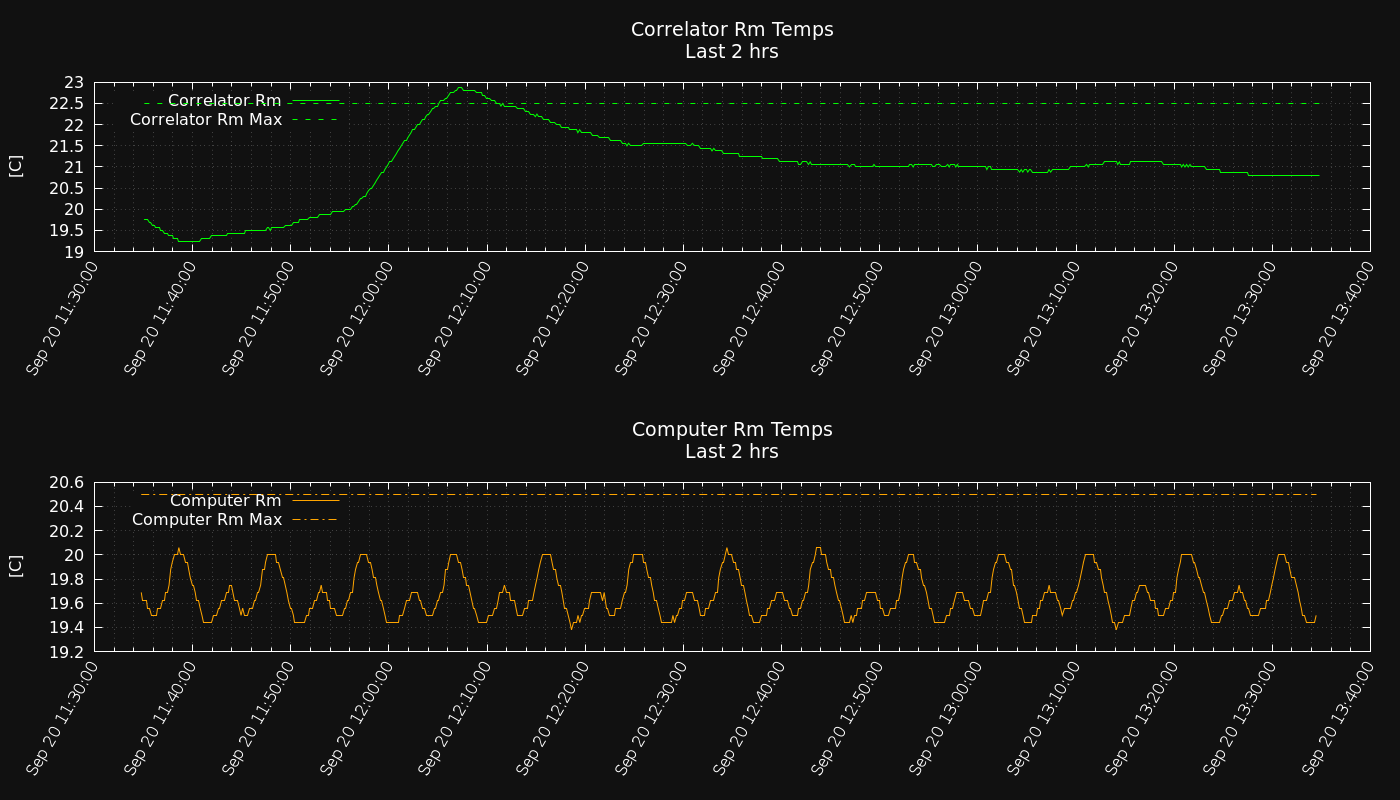 Correlator Rm Temps
Last 2 hrs
[C]
23
22.5
22
21.5
21
20.5
20
19.5
19
Correlator Rm
Correlator Rm Max
Sep 20 11:30:00
Sep 20 11:40:00
Sep 20 11:50:00
Sep 20 12:00:00
Sep 20 12:10:00
Sep 20 12:20:00
Sep 20 12:30:00
Sep 20 12:40:00
Sep 20 12:50:00
Sep 20 13:00:00
Sep 20 13:10:00
Sep 20 13:20:00
Sep 20 13:30:00
Sep 20 13:40:00
Computer Rm Temps
Last 2 hrs
[C]
20.6
20.4
20.2
20
19.8
19.6
19.4
19.2
Computer Rm
Computer Rm Max
Sep 20 11:30:00
Sep 20 11:40:00
Sep 20 11:50:00
Sep 20 12:00:00
Sep 20 12:10:00
Sep 20 12:20:00
Sep 20 12:30:00
Sep 20 12:40:00
Sep 20 12:50:00
Sep 20 13:00:00
Sep 20 13:10:00
Sep 20 13:20:00
Sep 20 13:30:00
Sep 20 13:40:00